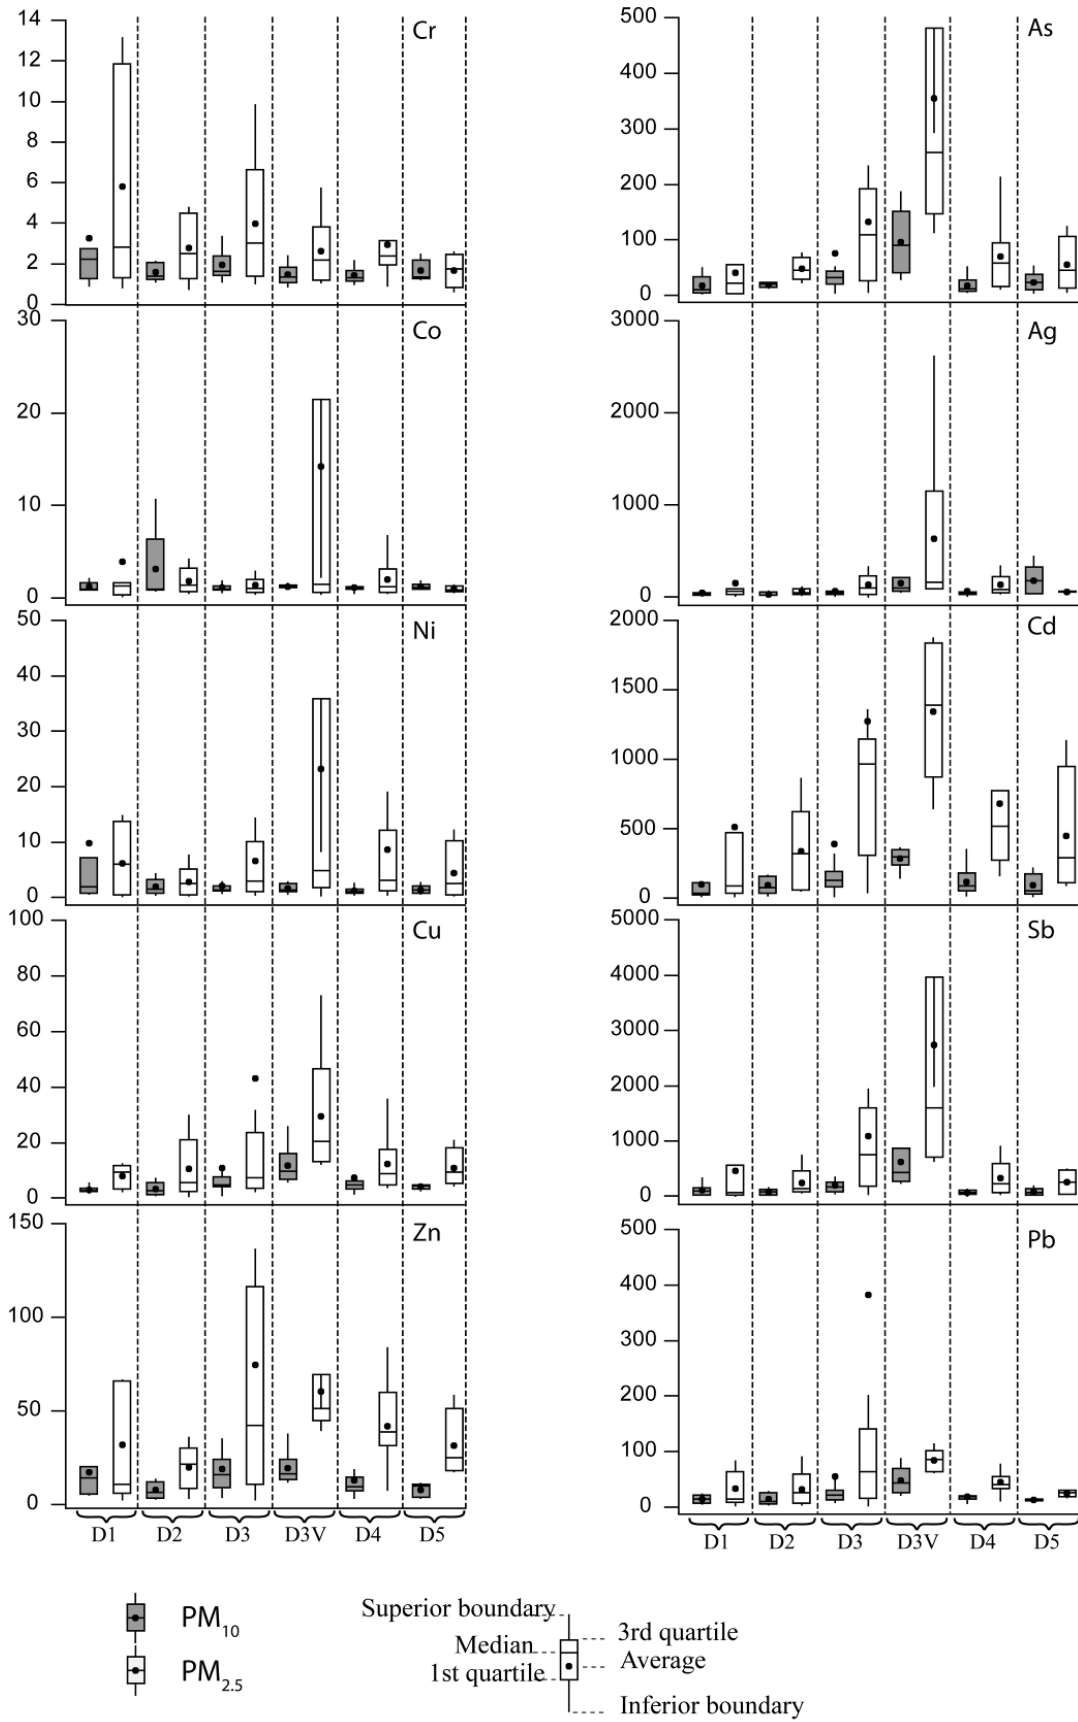 14
12
10
8
6
4
2
0
Cr
500
400
300
200
100
0
As
30
20
10
0
Co
3000
2000
1000
0
Ag
50
40
30
20
10
0
Ni
2000
1500
1000
500
0
Cd
100
80
60
40
20
0
Cu
5000
4000
3000
2000
1000
0
Sb
150
100
50
0
Zn
500
400
300
200
100
0
Pb
D1 D2 D3 D3V D4 D5
D1 D2 D3 D3V D4 D5
PM10
PM2.5
Superior boundary
Median
1st quartile
3rd quartile
Average
Inferior boundary